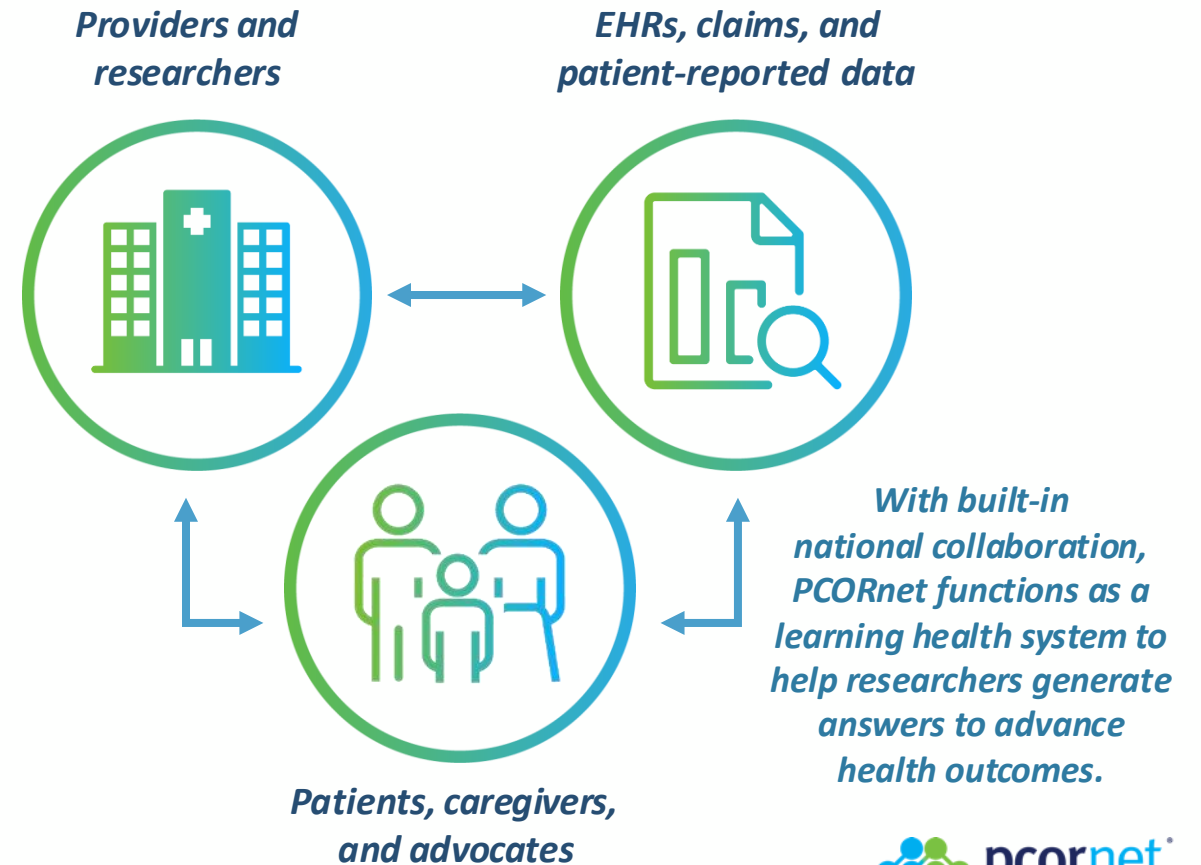 Providers and
researchers
EHRs, claims, and
patient-reported data
With built-in
national collaboration,
PCORnet functions as a
learning health system to
help researchers generate
answers to advance
health outcomes.
Patients, caregivers,
and advocates
pcornet